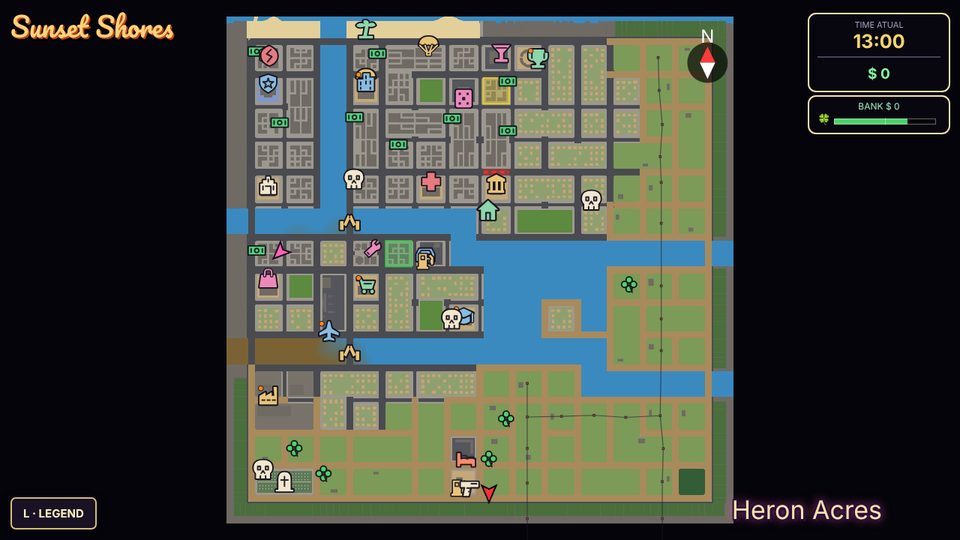 Sunset Shores
N
TIME ATUAL
13:00
$ 0
BANK $ 0
L · LEGEND
Heron Acres